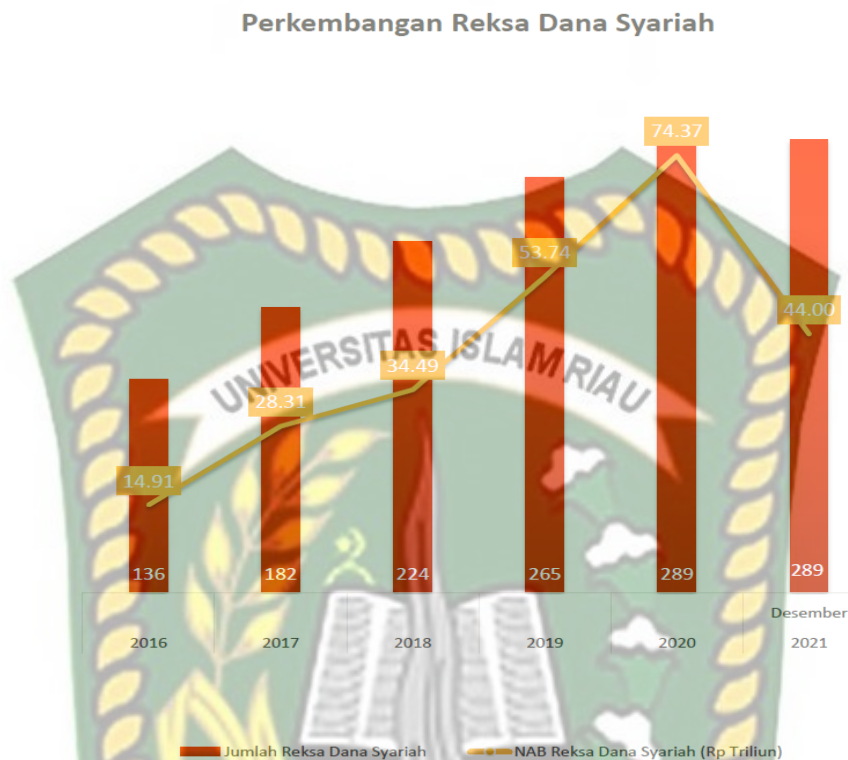 Perkembangan Reksa Dana Syariah
74.37
53.74
44.00
UNIVERSITAS ISLAM RIAU
34.49
28.31
14.91
136 182 224 265 289 289
Desember
2016 2017 2018 2019 2020 2021
Jumlah Reksa Dana Syariah NAB Reksa Dana Syariah (Rp Triliun)